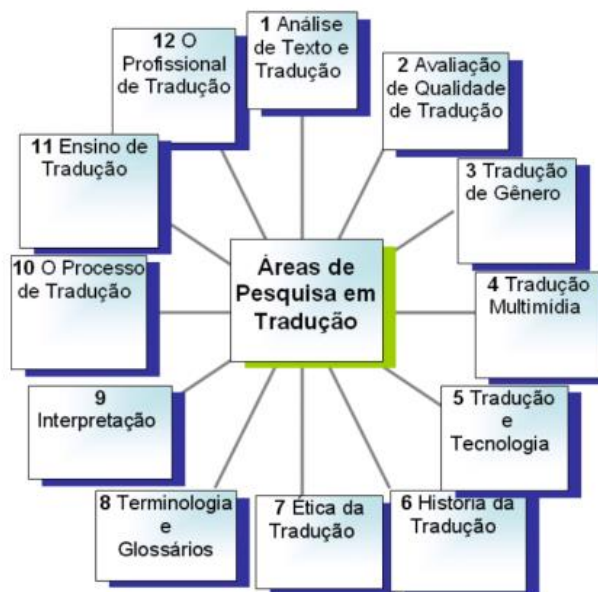 1 Análise
de Texto e
Tradução
2 Avaliação
de Qualidade
de Tradução
3 Tradução
de Gênero
4 Tradução
Multimídia
5 Tradução
e
Tecnologia
6 História da
Tradução
7 Ética da
Tradução
8 Terminologia
e
Glossários
9
Interpretação
10 O Processo
de Tradução
11 Ensino de
Tradução
12 O
Profissional
de Tradução
Áreas de
Pesquisa em
Tradução